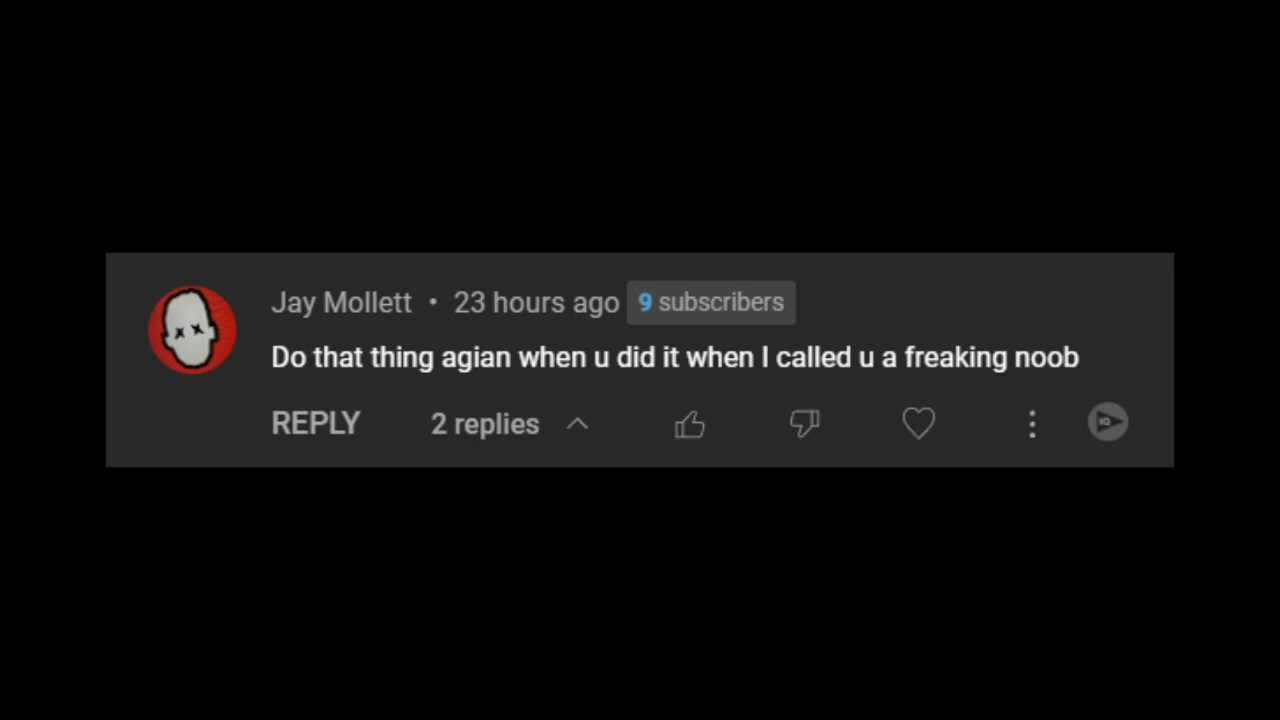 Jay Mollett • 23 hours ago 9 subscribers
Do that thing agian when u did it when I called u a freaking noob
REPLY 2 replies IQ